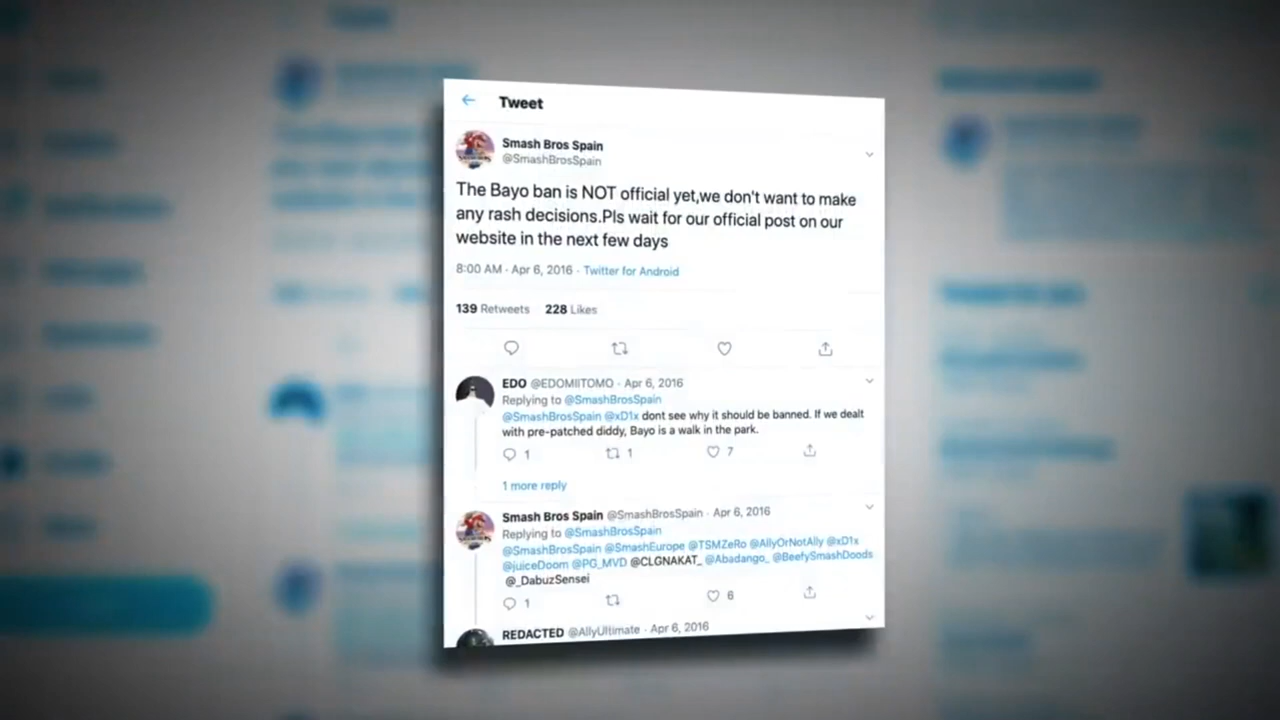 Tweet
Smash Bros Spain
@SmashBrosSpain
The Bayo ban is NOT official yet,we don't want to make
any rash decisions.Pls wait for our official post on our
website in the next few days
8:00 AM · Apr 6, 2016 · Twitter for Android
139 Retweets 228 Likes
EDO @EDOMIITOMO · Apr 6, 2016
Replying to @SmashBrosSpain
@SmashBrosSpain @xD1x dont see why it should be banned. If we dealt
with pre-patched diddy, Bayo is a walk in the park.
1 1 7
1 more reply
Smash Bros Spain @SmashBrosSpain · Apr 6, 2016
Replying to @SmashBrosSpain
@SmashBrosSpain @SmashEurope @TSMZeRo @AllyOrNotAlly @xD1x
@juiceDoom @PG_MVD @CLGNAKAT_ @Abadango_ @BeefySmashDoods
@_DabuzSensei
1 6
REDACTED @AllyUltimate · Apr 6, 2016